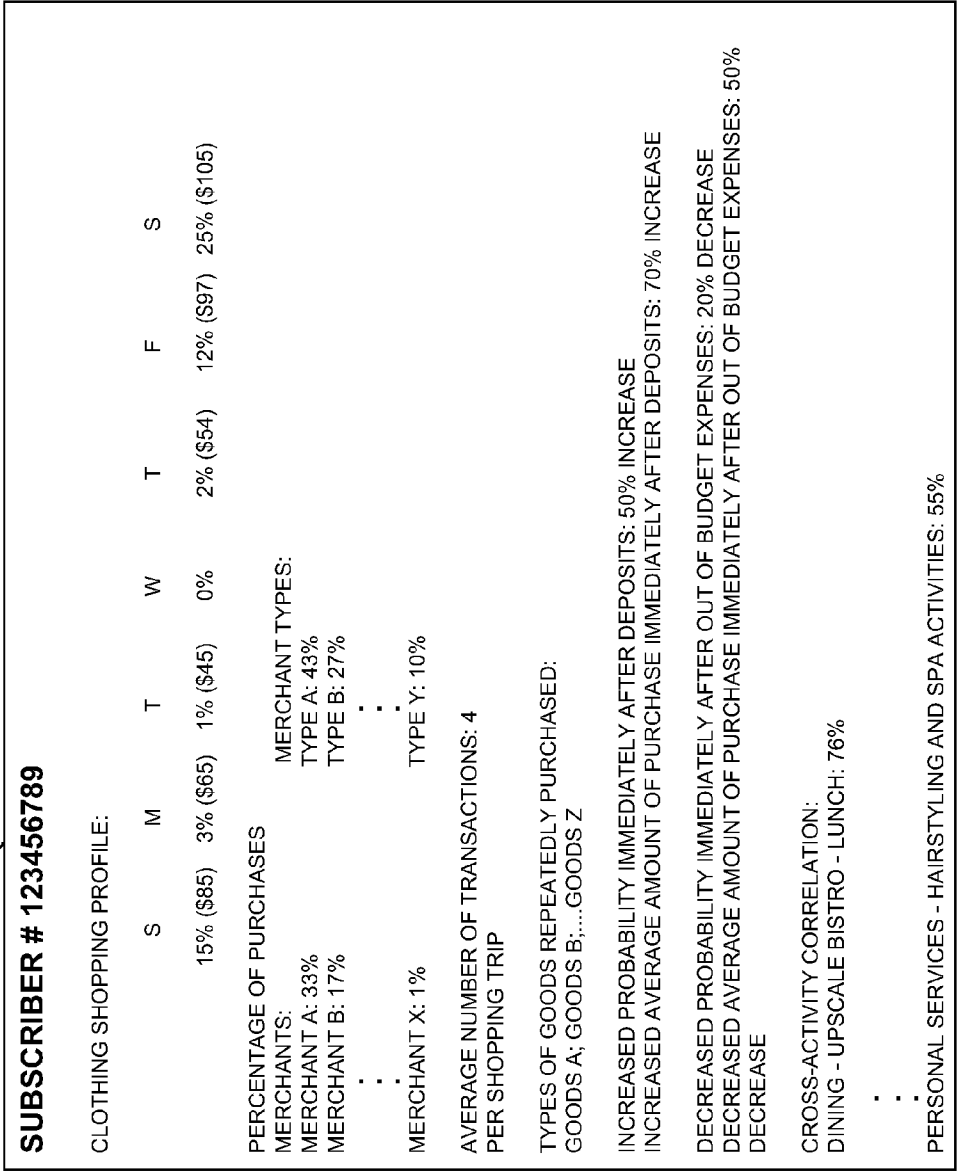 SUBSCRIBER # 123456789
CLOTHING SHOPPING PROFILE:
S M T W T F S
15% ($85) 3% ($65) 1% ($45) 0% 2% ($54) 12% ($97) 25% ($105)
PERCENTAGE OF PURCHASES
MERCHANTS: MERCHANT TYPES:
MERCHANT A: 33% TYPE A: 43%
MERCHANT B: 17% TYPE B: 27%
. .
. .
. .
MERCHANT X: 1% TYPE Y: 10%
AVERAGE NUMBER OF TRANSACTIONS: 4
PER SHOPPING TRIP
TYPES OF GOODS REPEATEDLY PURCHASED:
GOODS A; GOODS B;....GOODS Z
INCREASED PROBABILITY IMMEDIATELY AFTER DEPOSITS: 50% INCREASE
INCREASED AVERAGE AMOUNT OF PURCHASE IMMEDIATELY AFTER DEPOSITS: 70% INCREASE
DECREASED PROBABILITY IMMEDIATELY AFTER OUT OF BUDGET EXPENSES: 20% DECREASE
DECREASED AVERAGE AMOUNT OF PURCHASE IMMEDIATELY AFTER OUT OF BUDGET EXPENSES: 50%
DECREASE
CROSS-ACTIVITY CORRELATION:
DINING - UPSCALE BISTRO - LUNCH: 76%
.
.
.
PERSONAL SERVICES - HAIRSTYLING AND SPA ACTIVITIES: 55%